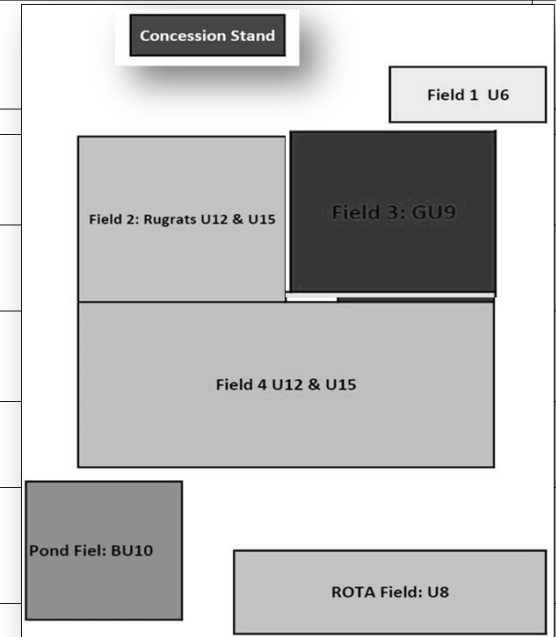 Concession Stand
Field 1 U6
Field 2: Rugrats U12 & U15
Field 3: GU9
Field 4 U12 & U15
Pond Fiel: BU10
ROTA Field: U8